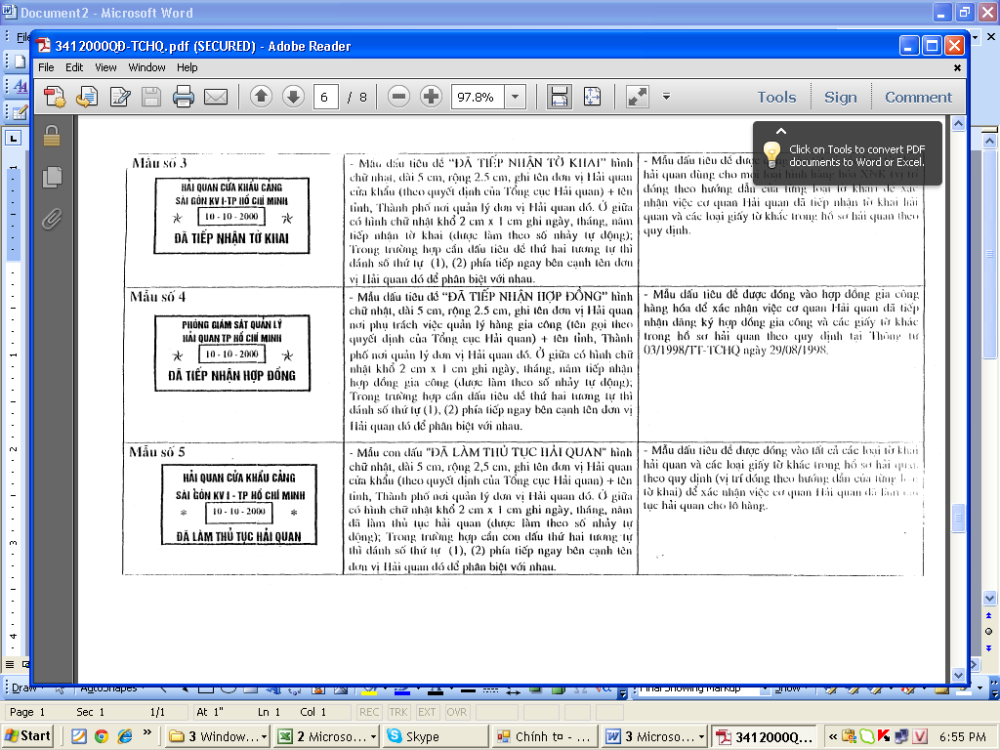 Document2 - Microsoft Word
3412000QĐ-TCHQ.pdf (SECURED) - Adobe Reader
File Edit View Window Help
6 / 8 97.8% Tools Sign Comment
Click on Tools to convert PDF
documents to Word or Excel.
Mẫu số 3
HẢI QUAN CỬA KHẨU CẢNG
SÀI GÒN KV I-TP HỒ CHÍ MINH
10 - 10 - 2000
ĐÃ TIẾP NHẬN TỜ KHAI
- Mẫu dấu tiêu đề “ĐÃ TIẾP NHẬN TỜ KHAI” hình
chữ nhật, dài 5 cm, rộng 2.5 cm, ghi tên đơn vị Hải quan
cửa khẩu (theo quyết định của Tổng cục Hải quan) + tên
tỉnh, Thành phố nơi quản lý đơn vị Hải quan đó. Ở giữa
có hình chữ nhật khổ 2 cm x 1 cm ghi ngày, tháng, năm
tiếp nhận tờ khai (được làm theo số nhảy tự động);
Trong trường hợp cần dấu tiêu đề thứ hai tương tự thì
đánh số thứ tự (1), (2) phía tiếp ngay bên cạnh tên đơn
vị Hải quan đó để phân biệt với nhau.
- Mẫu dấu tiêu đề được
hải quan dùng cho mọi loại hình hàng hóa XNK (vị trí
đóng theo hướng dẫn của từng loại tờ khai) để xác
nhận việc cơ quan Hải quan đã tiếp nhận tờ khai hải
quan và các loại giấy tờ khác trong hồ sơ hải quan theo
quy định.
Mẫu số 4
PHÒNG GIÁM SÁT QUẢN LÝ
HẢI QUAN TP HỒ CHÍ MINH
10 - 10 - 2000
ĐÃ TIẾP NHẬN HỢP ĐỒNG
- Mẫu dấu tiêu đề “ĐÃ TIẾP NHẬN HỢP ĐỒNG” hình
chữ nhật, dài 5 cm, rộng 2.5 cm, ghi tên đơn vị Hải quan
nơi phụ trách việc quản lý hàng gia công (tên gọi theo
quyết định của Tổng cục Hải quan) + tên tỉnh, Thành
phố nơi quản lý đơn vị Hải quan đó. Ở giữa có hình chữ
nhật khổ 2 cm x 1 cm ghi ngày, tháng, năm tiếp nhận
hợp đồng gia công (được làm theo số nhảy tự động);
Trong trường hợp cần dấu tiêu đề thứ hai tương tự thì
đánh số thứ tự (1), (2) phía tiếp ngay bên cạnh tên đơn vị
Hải quan đó để phân biệt với nhau.
- Mẫu dấu tiêu đề được đóng vào hợp đồng gia công
hàng hóa để xác nhận việc cơ quan Hải quan đã tiếp
nhận đăng ký hợp đồng gia công và các giấy tờ khác
trong hồ sơ hải quan theo quy định tại Thông tư
03/1998/TT-TCHQ ngày 29/08/1998.
Mẫu số 5
HẢI QUAN CỬA KHẨU CẢNG
SÀI GÒN KV I - TP HỒ CHÍ MINH
10 - 10 - 2000
ĐÃ LÀM THỦ TỤC HẢI QUAN
- Mẫu con dấu "ĐÃ LÀM THỦ TỤC HẢI QUAN" hình
chữ nhật, dài 5 cm, rộng 2,5 cm, ghi tên đơn vị Hải quan
cửa khẩu (theo quyết định của Tổng cục Hải quan) + tên
tỉnh, Thành phố nơi quản lý đơn vị Hải quan đó. Ở giữa
có hình chữ nhật khổ 2 cm x 1 cm ghi ngày, tháng, năm
đã làm thủ tục hải quan (được làm theo số nhảy tự
động); Trong trường hợp cần con dấu thứ hai tương tự
thì đánh số thứ tự (1), (2) phía tiếp ngay bên cạnh tên
đơn vị Hải quan đó để phân biệt với nhau.
- Mẫu dấu tiêu đề được đóng vào tất cả các loại tờ khai
hải quan và các loại giấy tờ khác trong hồ sơ hải quan
theo quy định (vị trí đóng theo hướng dẫn của từng loại
tờ khai) để xác nhận việc cơ quan Hải quan đã làm thủ
tục hải quan cho lô hàng.
Draw AutoShapes Final Showing Markup Show
Page 1 Sec 1 1/1 At 1" Ln 1 Col 1 REC TRK EXT OVR
Start 3 Window... 2 Microso... Skype Chính to - ... 3 Microso... 3412000Q... 6:55 PM